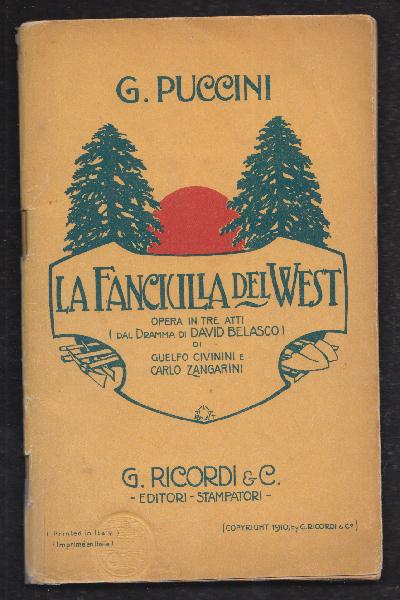 G. PUCCINI
LA FANCIULLA DEL WEST
OPERA IN TRE ATTI
(DAL DRAMMA DI DAVID BELASCO)
DI
GUELFO CIVININI E
CARLO ZANGARINI
G. RICORDI & C.
- EDITORI - STAMPATORI -
(Printed in Italy)
(Imprimé en Italie)
(COPYRIGHT 1910, by G. RICORDI & Co)